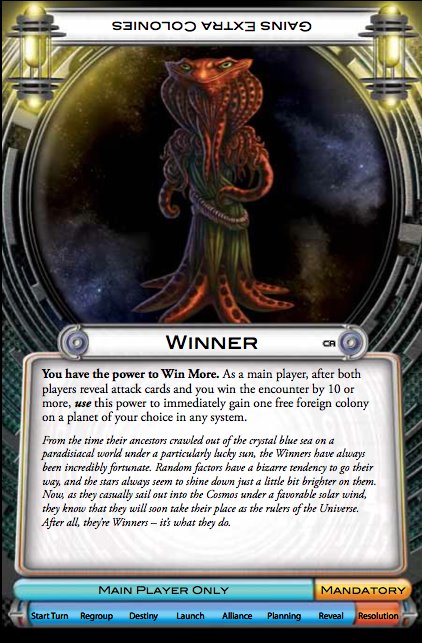 GAINS EXTRA COLONIES
WINNER
CA
You have the power to Win More. As a main player, after both
players reveal attack cards and you win the encounter by 10 or
more, use this power to immediately gain one free foreign colony
on a planet of your choice in any system.
From the time their ancestors crawled out of the crystal blue sea on a
paradisiacal world under a particularly lucky sun, the Winners have always
been incredibly fortunate. Random factors have a bizarre tendency to go their
way, and the stars always seem to shine down just a little bit brighter on them.
Now, as they casually sail out into the Cosmos under a favorable solar wind,
they know that they will soon take their place as the rulers of the Universe.
After all, they're Winners – it's what they do.
MAIN PLAYER ONLY MANDATORY
Start Turn Regroup Destiny Launch Alliance Planning Reveal Resolution